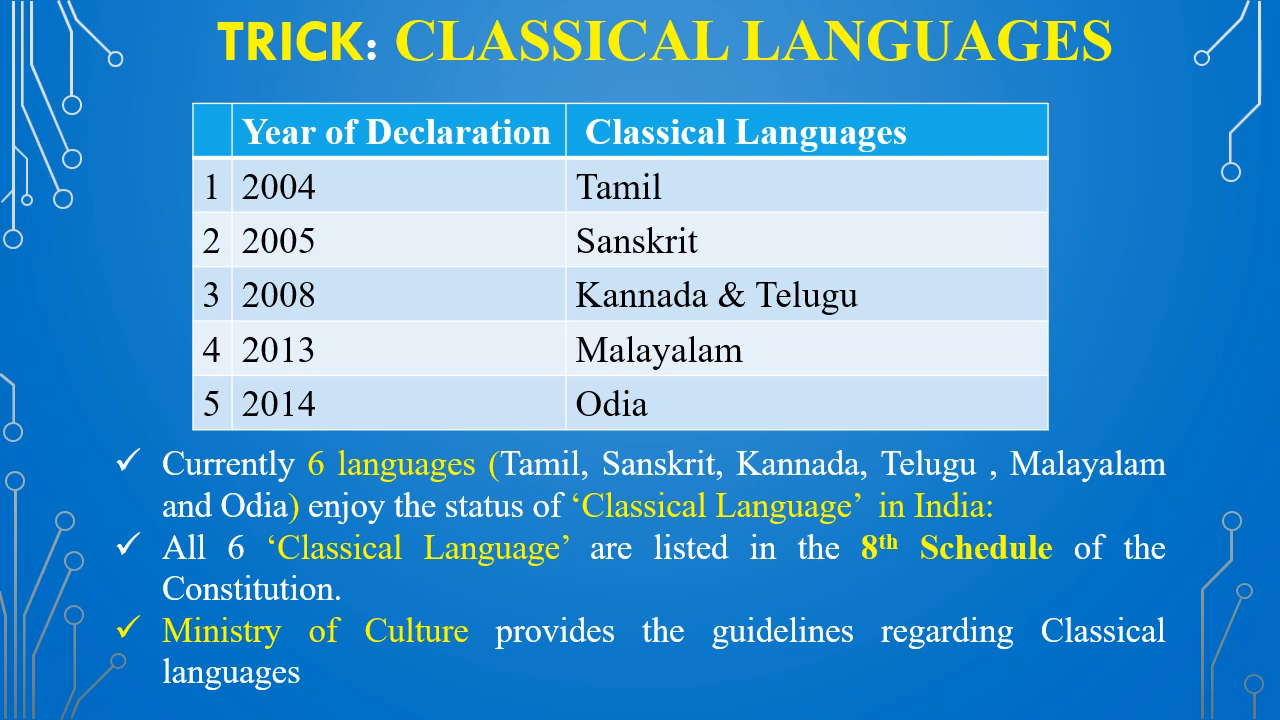 TRICK: CLASSICAL LANGUAGES
Year of Declaration Classical Languages
1 2004 Tamil
2 2005 Sanskrit
3 2008 Kannada & Telugu
4 2013 Malayalam
5 2014 Odia
✓ Currently 6 languages (Tamil, Sanskrit, Kannada, Telugu , Malayalam
and Odia) enjoy the status of ‘Classical Language’ in India:
✓ All 6 ‘Classical Language’ are listed in the 8th Schedule of the
Constitution.
✓ Ministry of Culture provides the guidelines regarding Classical
languages